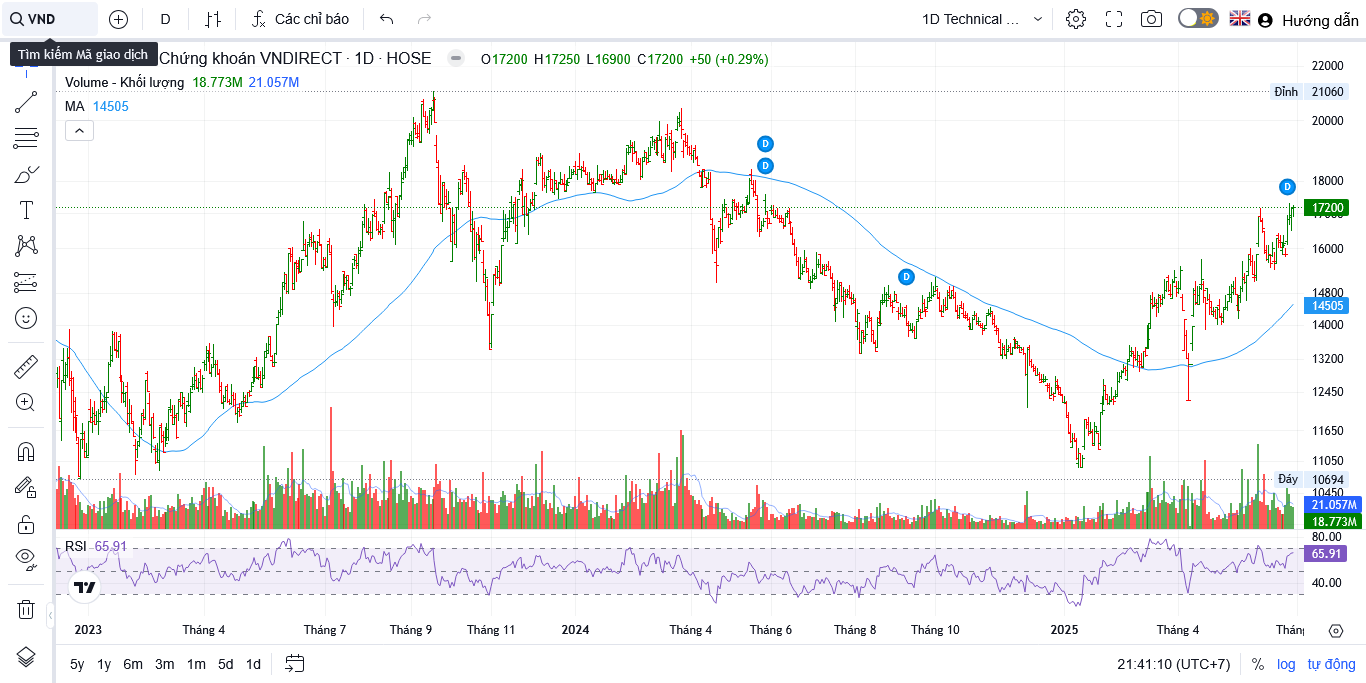 VND D Các chỉ báo 1D Technical ... Hướng dẫn
Tìm kiếm Mã giao dịch
Chứng khoán VNDIRECT · 1D · HOSE O17200 H17250 L16900 C17200 +50 (+0.29%)
Volume - Khối lượng 18.773M 21.057M
MA 14505
D
D
D
D
22000
Đỉnh 21060
20000
18000
17200
17000
16000
14800
14505
14000
13200
12450
11650
11050
Đáy 10694
10450
21.057M
18.773M
80.00
RSI 65.91
65.91
40.00
2023 Tháng 4 Tháng 7 Tháng 9 Tháng 11 2024 Tháng 4 Tháng 6 Tháng 8 Tháng 10 2025 Tháng 4 Tháng
5y 1y 6m 3m 1m 5d 1d 21:41:10 (UTC+7) % log tự động